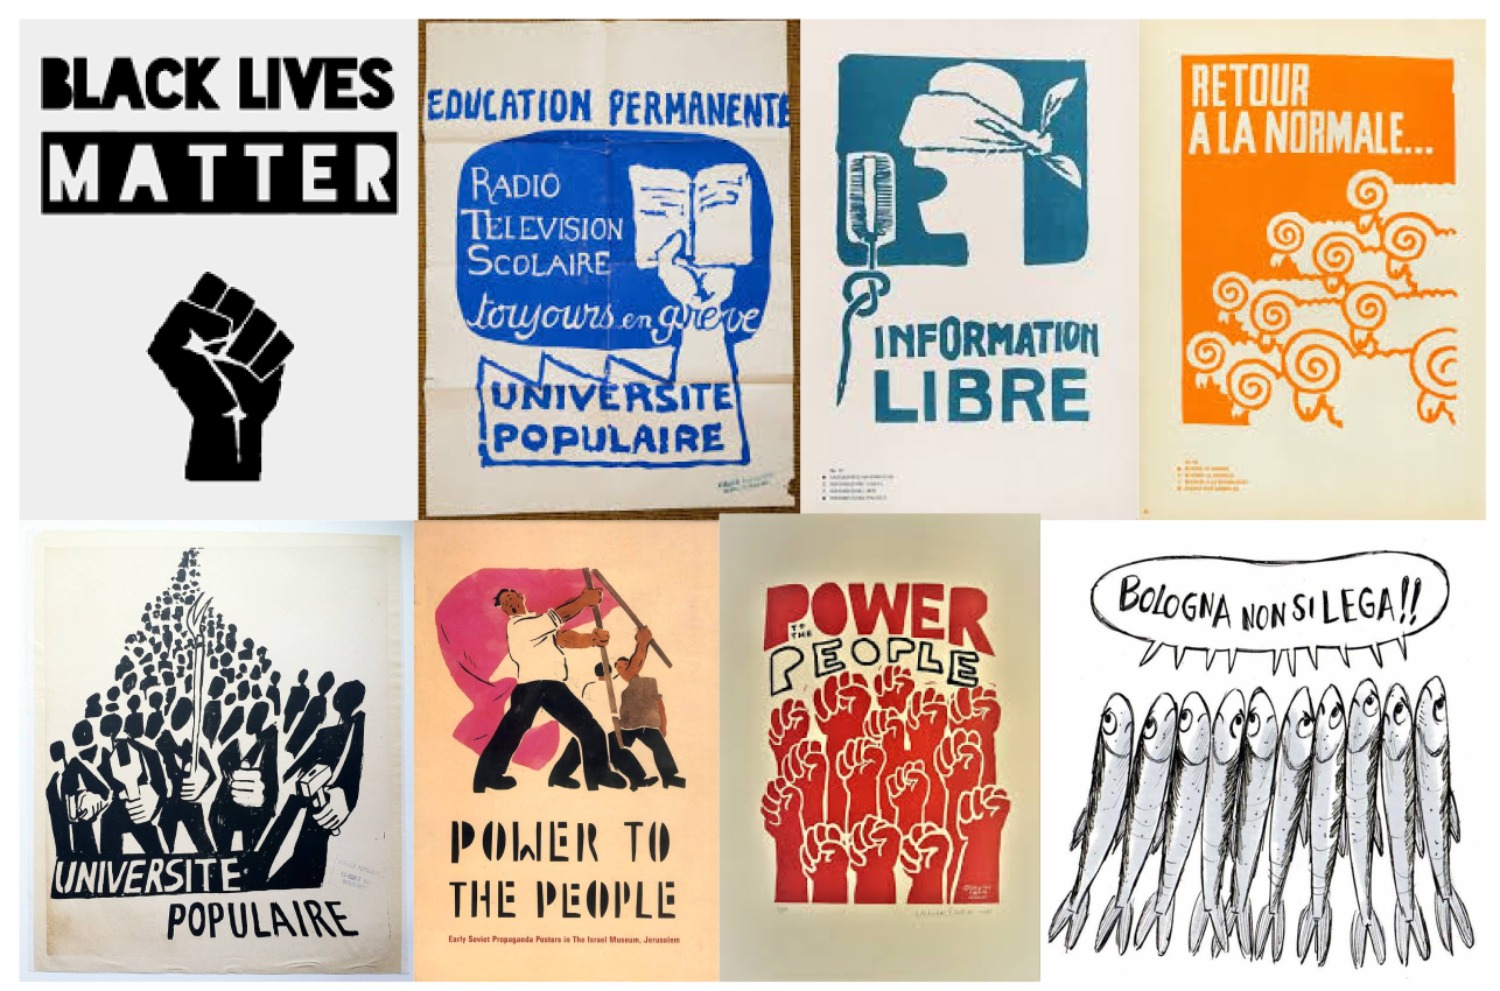 BLACK LIVES
MATTER
EDUCATION PERMANENTE
RADIO
TELEVISION
SCOLAIRE
toujours en grève
UNIVERSITE
POPULAIRE
INFORMATION
LIBRE
RETOUR
A LA NORMALE...
UNIVERSITE
POPULAIRE
POWER TO
THE PEOPLE
Early Soviet Propaganda Posters in The Israel Museum, Jerusalem
POWER
TO
THE
PEOPLE
BOLOGNA NON SI LEGA!!